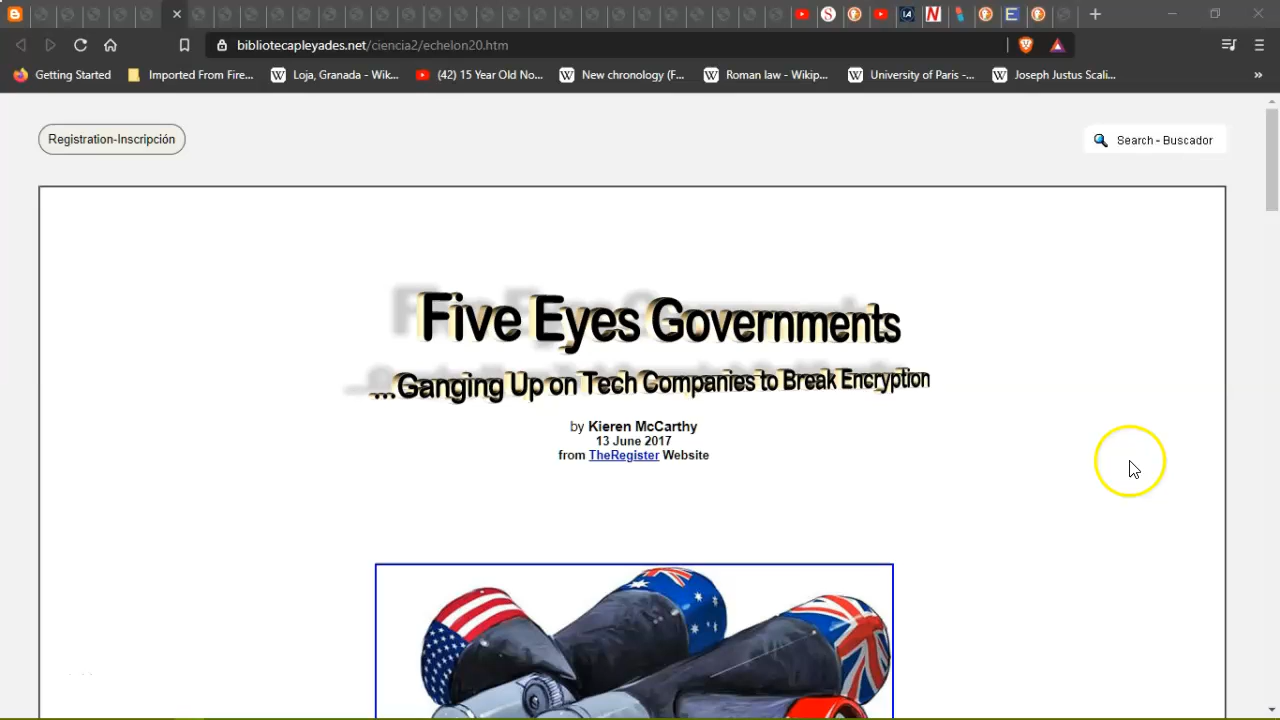 bibliotecapleyades.net/ciencia2/echelon20.htm
Getting Started
Imported From Fire...
Loja, Granada - Wik...
(42) 15 Year Old No...
New chronology (F...
Roman law - Wikip...
University of Paris -...
Joseph Justus Scali...
»
Registration-Inscripción
Search - Buscador
Five Eyes Governments
...Ganging Up on Tech Companies to Break Encryption
by Kieren McCarthy
13 June 2017
from TheRegister Website